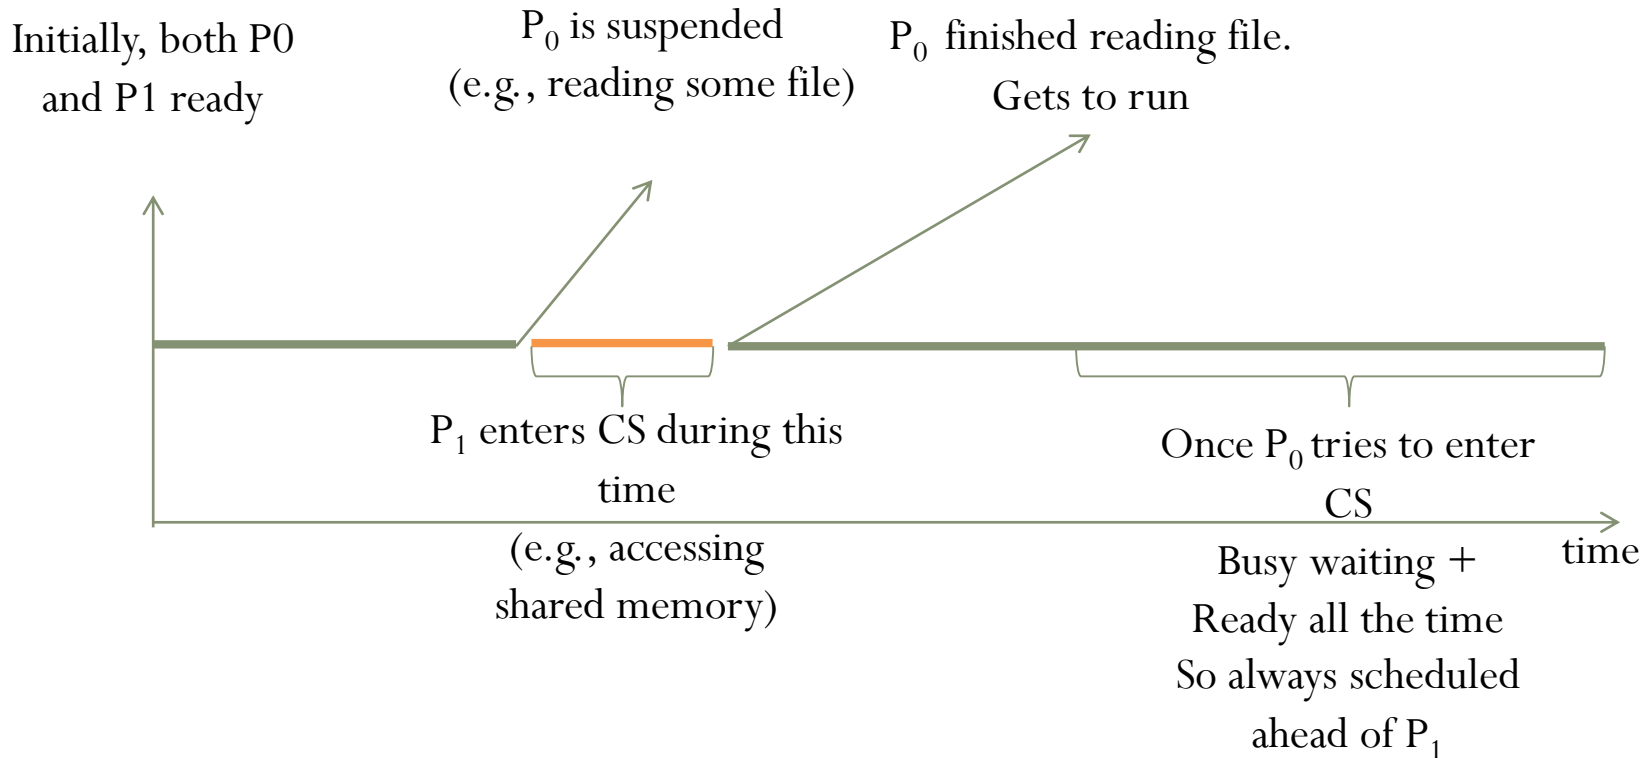 Initially, both P0
and P1 ready
P₀ is suspended
(e.g., reading some file)
P₀ finished reading file.
Gets to run
P₁ enters CS during this
time
(e.g., accessing
shared memory)
Once P₀ tries to enter
CS
Busy waiting +
Ready all the time
So always scheduled
ahead of P₁
time